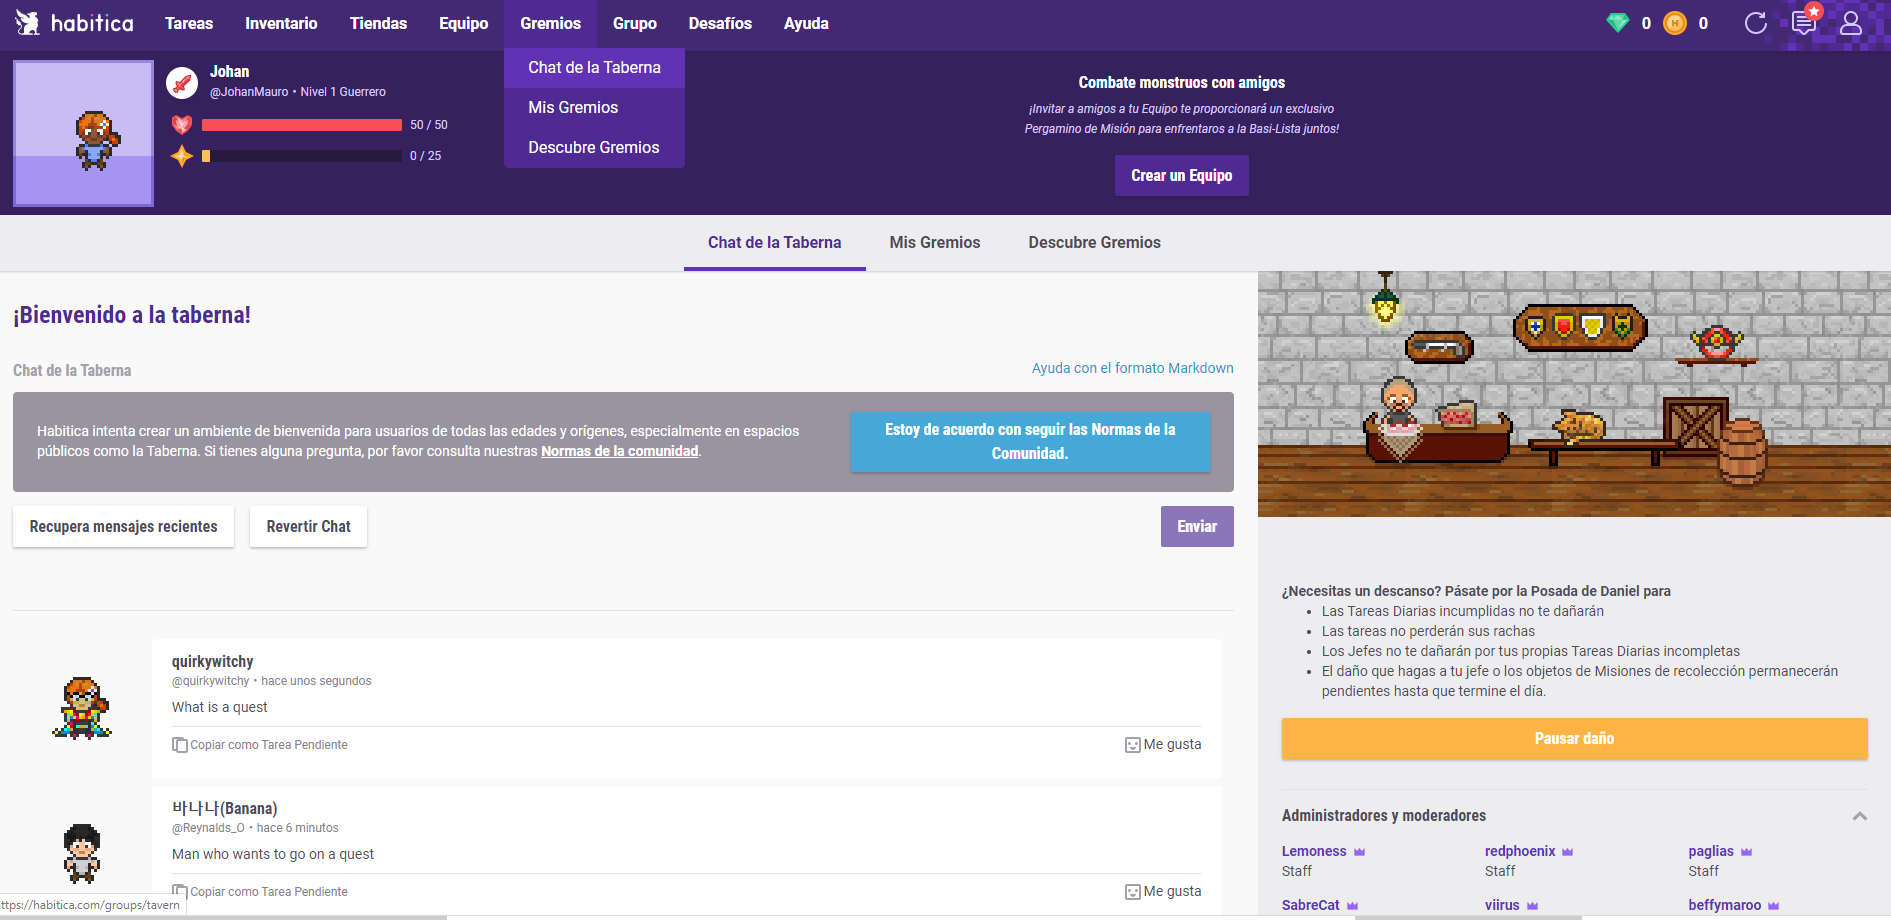 habitica Tareas Inventario Tiendas Equipo Gremios Grupo Desafíos Ayuda 0 H 0
Chat de la Taberna
Mis Gremios
Descubre Gremios
Johan
@JohanMauro • Nivel 1 Guerrero
50 / 50
0 / 25
Combate monstruos con amigos
¡Invitar a amigos a tu Equipo te proporcionará un exclusivo
Pergamino de Misión para enfrentaros a la Basi-Lista juntos!
Crear un Equipo
Chat de la Taberna Mis Gremios Descubre Gremios
¡Bienvenido a la taberna!
Chat de la Taberna
Ayuda con el formato Markdown
Habitica intenta crear un ambiente de bienvenida para usuarios de todas las edades y orígenes, especialmente en espacios
públicos como la Taberna. Si tienes alguna pregunta, por favor consulta nuestras Normas de la comunidad.
Estoy de acuerdo con seguir las Normas de la
Comunidad.
Recupera mensajes recientes Revertir Chat Enviar
quirkywitchy
@quirkywitchy • hace unos segundos
What is a quest
Copiar como Tarea Pendiente Me gusta
바나나(Banana)
@Reynalds_O • hace 6 minutos
Man who wants to go on a quest
Copiar como Tarea Pendiente Me gusta
ttps://habitica.com/groups/tavern
¿Necesitas un descanso? Pásate por la Posada de Daniel para
• Las Tareas Diarias incumplidas no te dañarán
• Las tareas no perderán sus rachas
• Los Jefes no te dañarán por tus propias Tareas Diarias incompletas
• El daño que hagas a tu jefe o los objetos de Misiones de recolección permanecerán
pendientes hasta que termine el día.
Pausar daño
Administradores y moderadores
Lemoness redphoenix paglias
Staff Staff Staff
SabreCat viirus beffymaroo